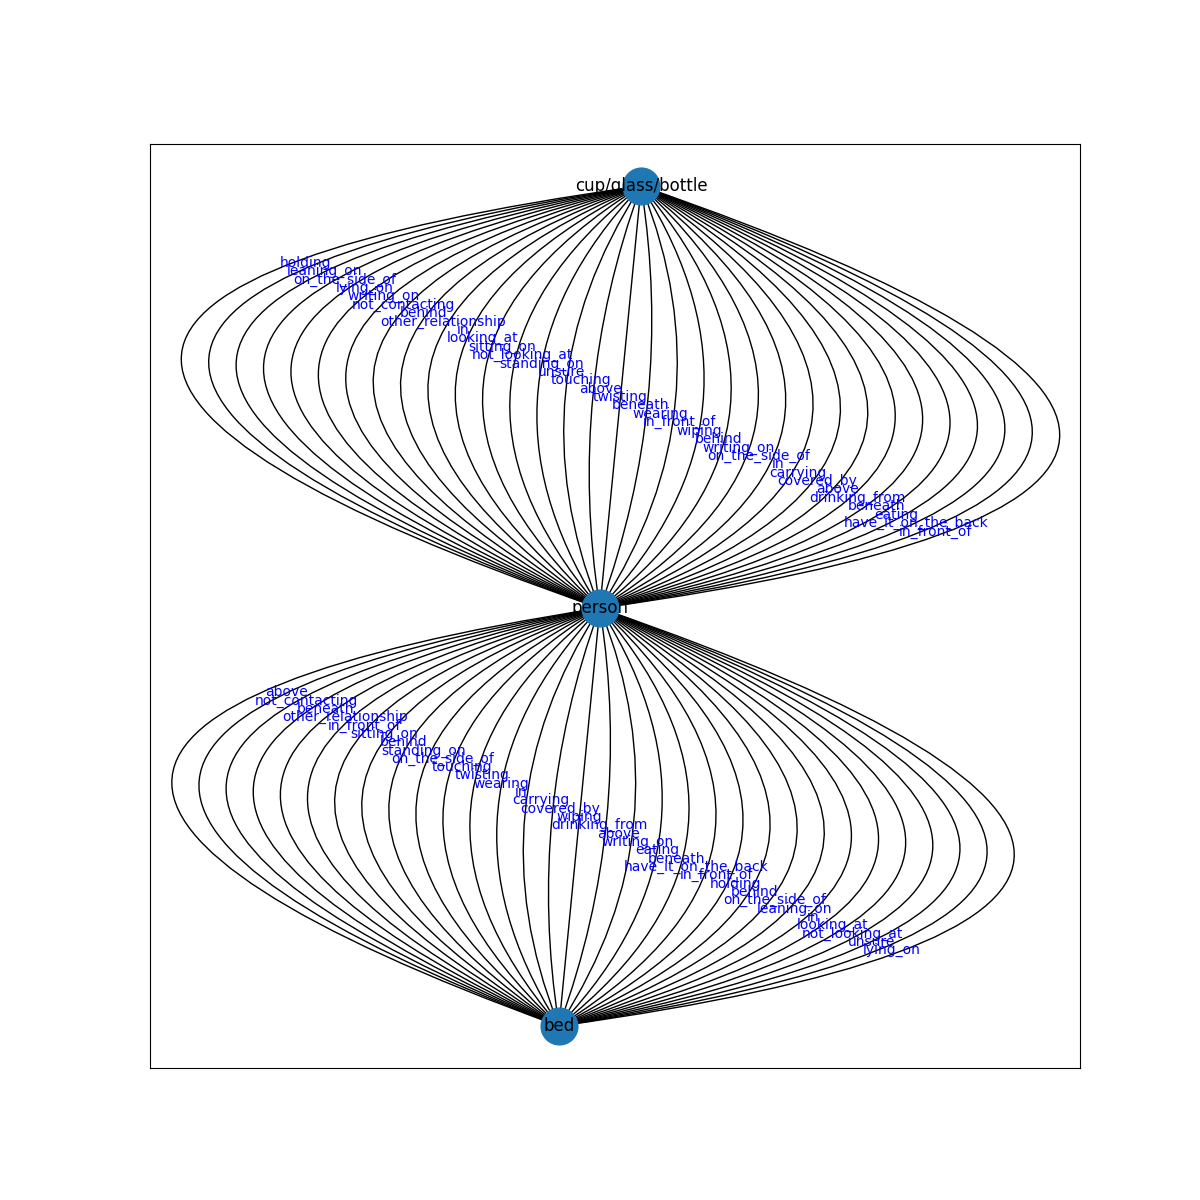 cup/glass/bottle
holding
leaning_on
on_the_side_of
lying_on
writing_on
not_contacting
behind
other_relationship
in
looking_at
sitting_on
not_looking_at
standing_on
unsure
touching
above
twisting
beneath
wearing
in_front_of
wiping
behind
writing_on
on_the_side_of
in
carrying
covered_by
above
drinking_from
beneath
eating
have_it_on_the_back
in_front_of
person
above
not_contacting
beneath
other_relationship
in_front_of
sitting_on
behind
standing_on
on_the_side_of
touching
twisting
wearing
in
carrying
covered_by
wiping
drinking_from
above
writing_on
eating
beneath
have_it_on_the_back
in_front_of
holding
behind
on_the_side_of
leaning_on
in
looking_at
not_looking_at
unsure
lying_on
bed